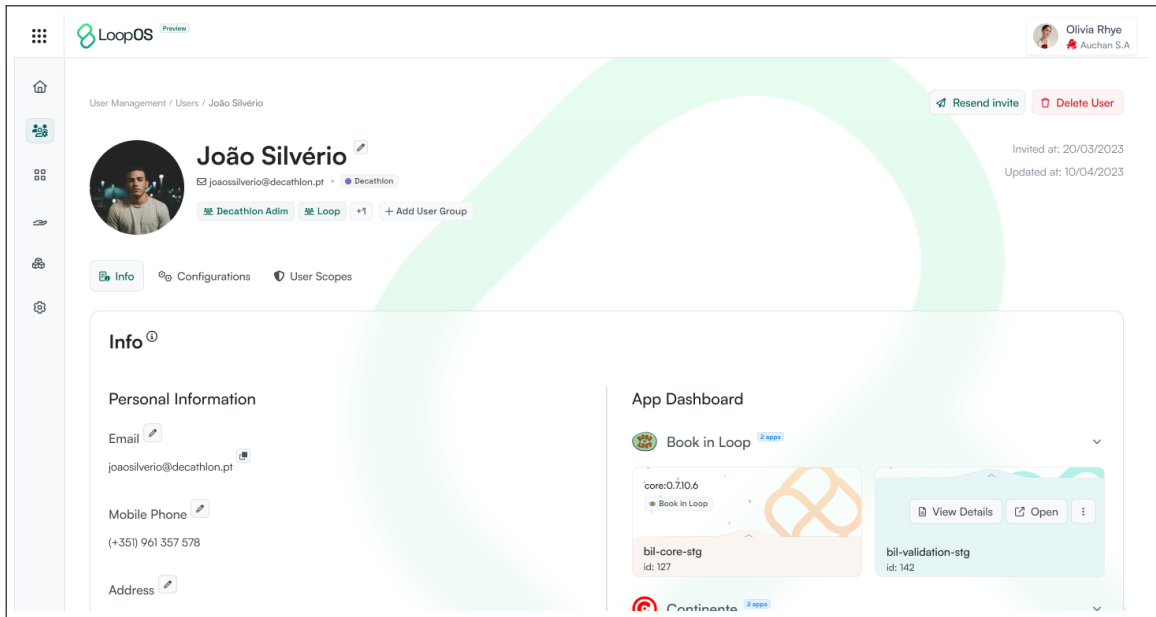 LoopOS Preview
Olivia Rhye
Auchan S.A
User Management / Users / João Silvério
Resend invite
Delete User
João Silvério
Invited at: 20/03/2023
joaossilverio@decathlon.pt • Decathlon
Updated at: 10/04/2023
Decathlon Adim Loop +1 + Add User Group
Info Configurations User Scopes
Info
Personal Information
Email
joaosilverio@decathlon.pt
Mobile Phone
(+351) 961 357 578
Address
App Dashboard
Book in Loop 2 apps
core:0.7.10.6
Book in Loop
bil-core-stg
id: 127
View Details Open
bil-validation-stg
id: 142
Continente 2 apps